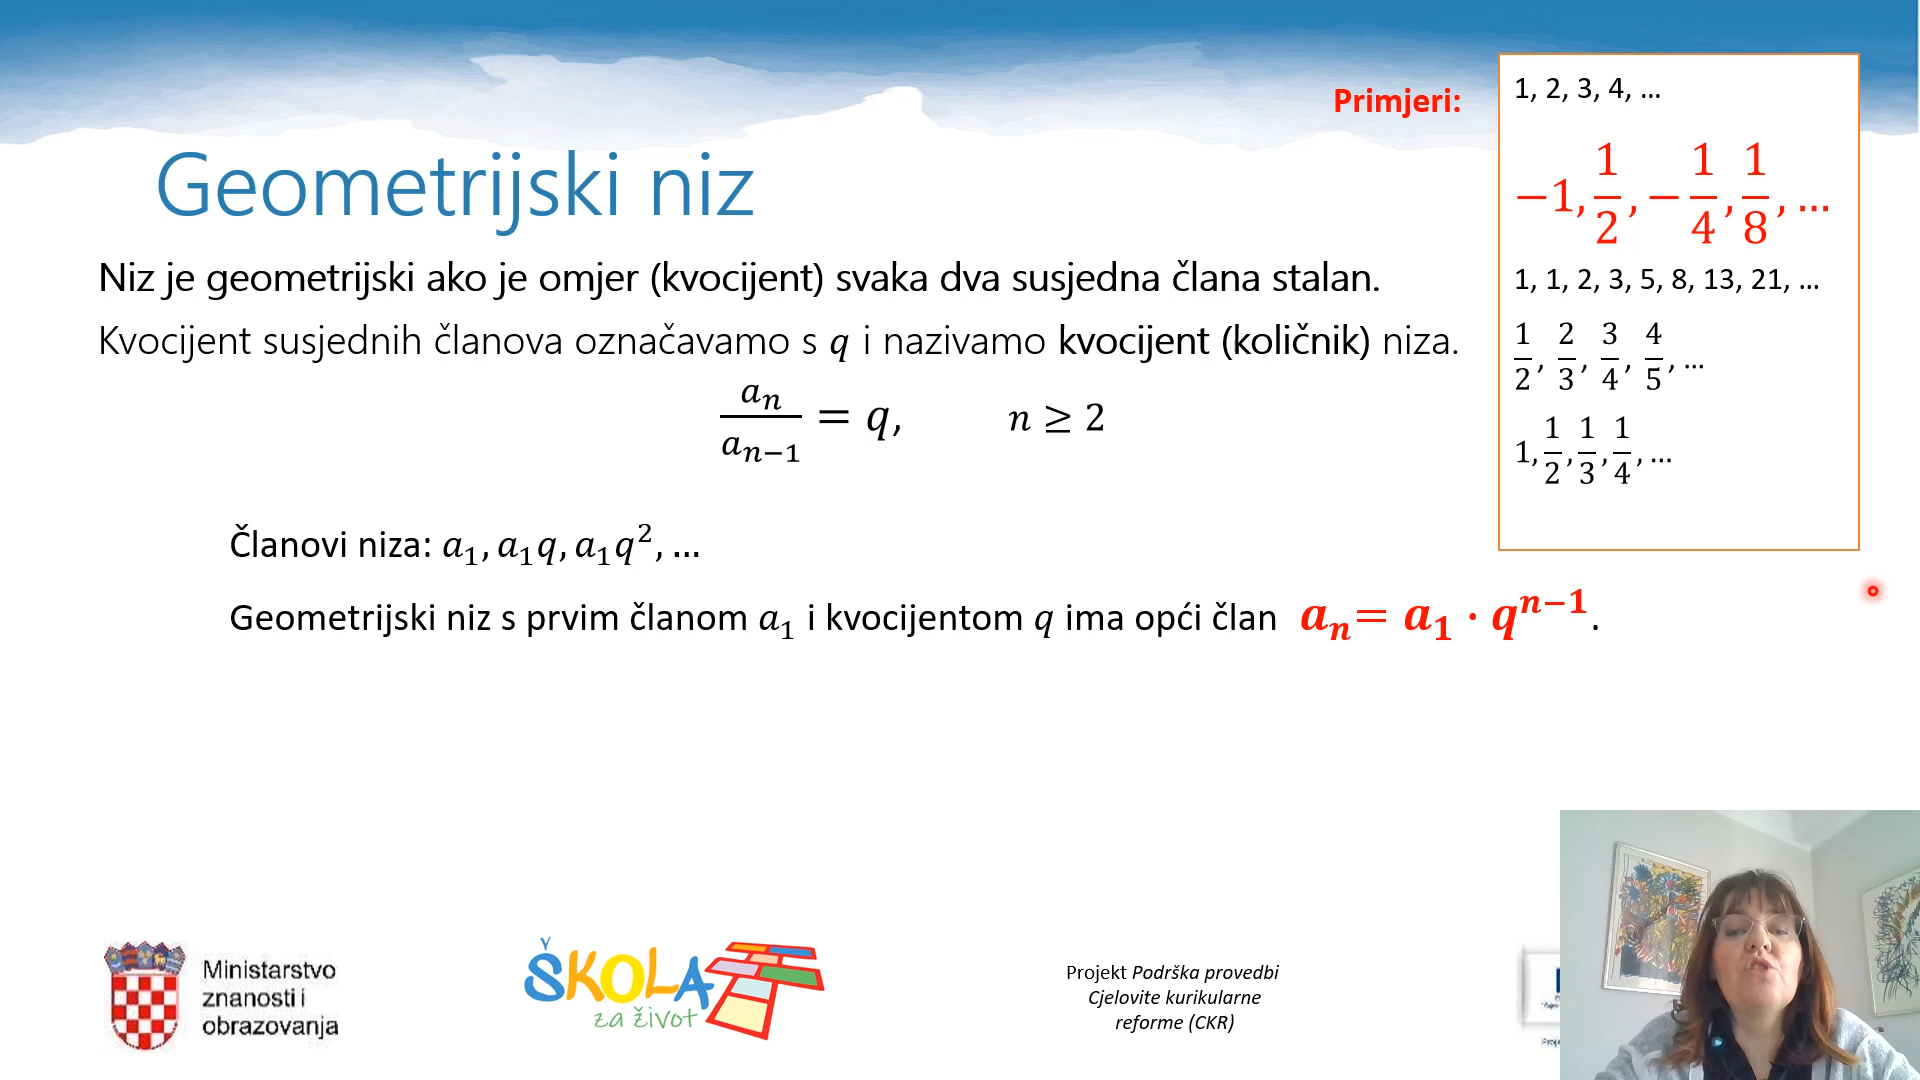 Primjeri:
1, 2, 3, 4, ...
−1, 1/2, −1/4, 1/8, ...
1, 1, 2, 3, 5, 8, 13, 21, ...
1/2, 2/3, 3/4, 4/5, ...
1, 1/2, 1/3, 1/4, ...
Geometrijski niz
Niz je geometrijski ako je omjer (kvocijent) svaka dva susjedna člana stalan.
Kvocijent susjednih članova označavamo s q i nazivamo kvocijent (količnik) niza.
aₙ/aₙ₋₁ = q, n ≥ 2
Članovi niza: a₁, a₁q, a₁q², ...
Geometrijski niz s prvim članom a₁ i kvocijentom q ima opći član aₙ= a₁ · qⁿ⁻¹.
Ministarstvo
znanosti i
obrazovanja
ŠKOLA
za život
Projekt Podrška provedbi
Cjelovite kurikularne
reforme (CKR)